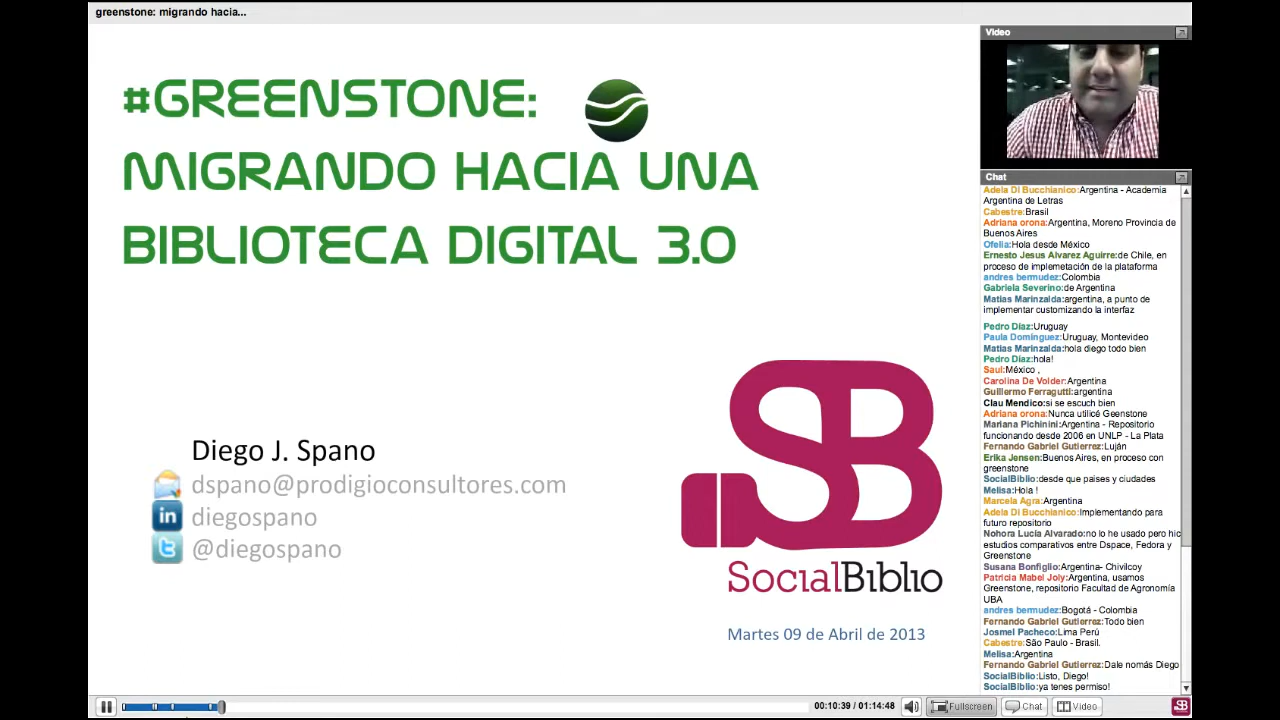 greenstone: migrando hacia...
#GREENSTONE:
MIGRANDO HACIA UNA
BIBLIOTECA DIGITAL 3.0
Diego J. Spano
dspano@prodigioconsultores.com
in diegospano
t @diegospano
SB
SocialBiblio
Martes 09 de Abril de 2013
Video
Chat
Adela Di Bucchianico:Argentina - Academia
Argentina de Letras
Cabestre:Brasil
Adriana orona:Argentina, Moreno Provincia de
Buenos Aires
Ofelia:Hola desde México
Ernesto Jesus Alvarez Aguirre:de Chile, en
proceso de implemetación de la plataforma
andres bermudez:Colombia
Gabriela Severino:de Argentina
Matias Marinzalda:argentina, a punto de
implementar customizando la interfaz
Pedro Diaz:Uruguay
Paula Dominguez:Uruguay, Montevideo
Matias Marinzalda:hola diego todo bien
Pedro Diaz:hola!
Saul:México ,
Carolina De Volder:Argentina
Guillermo Ferragutti:argentina
Clau Mendico:si se escuch bien
Adriana orona:Nunca utilicé Geenstone
Mariana Pichinini:Argentina - Repositorio
funcionando desde 2006 en UNLP - La Plata
Fernando Gabriel Gutierrez:Luján
Erika Jensen:Buenos Aires, en proceso con
greenstone
SocialBiblio:desde que paises y ciudades
Melisa:Hola !
Marcela Agra:Argentina
Adela Di Bucchianico:Implementando para
futuro repositorio
Nohora Lucia Alvarado:no lo he usado pero hic
estudios comparativos entre Dspace, Fedora y
Greenstone
Susana Bonfiglio:Argentina- Chivilcoy
Patricia Mabel Joly:Argentina, usamos
Greenstone, repositorio Facultad de Agronomía
UBA
andres bermudez:Bogotá - Colombia
Fernando Gabriel Gutierrez:Todo bien
Josmel Pacheco:Lima Perú
Cabestre:São Paulo - Brasil.
Melisa:Argentina
Fernando Gabriel Gutierrez:Dale nomás Diego
SocialBiblio:Listo, Diego!
SocialBiblio:ya tenes permiso!
00:10:39 / 01:14:48
Fullscreen
Chat
Video
SB